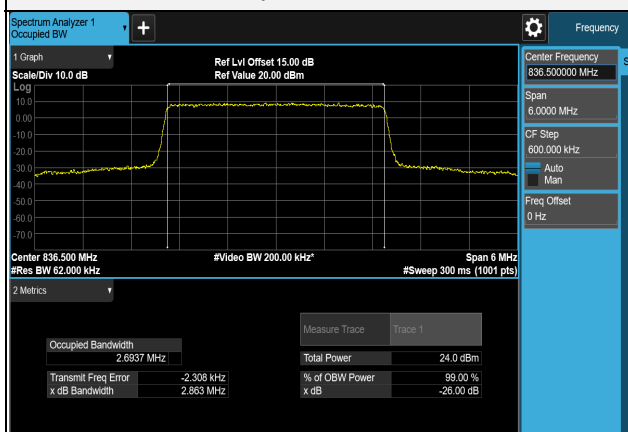 Spectrum Analyzer 1
Occupied BW
+
Frequency
1 Graph
Ref Lvl Offset 15.00 dB
Scale/Div 10.0 dB
Ref Value 20.00 dBm
Log
10.0
0.00
-10.0
-20.0
-30.0
-40.0
-50.0
-60.0
-70.0
Center 836.500 MHz
#Video BW 200.00 kHz*
Span 6 MHz
#Res BW 62.000 kHz
#Sweep 300 ms (1001 pts)
Center Frequency
836.500000 MHz
S
Span
6.0000 MHz
CF Step
600.000 kHz
Auto
Man
Freq Offset
0 Hz
2 Metrics
Measure Trace
Trace 1
Occupied Bandwidth
2.6937 MHz
Total Power
24.0 dBm
Transmit Freq Error
-2.308 kHz
% of OBW Power
99.00 %
x dB Bandwidth
2.863 MHz
x dB
-26.00 dB